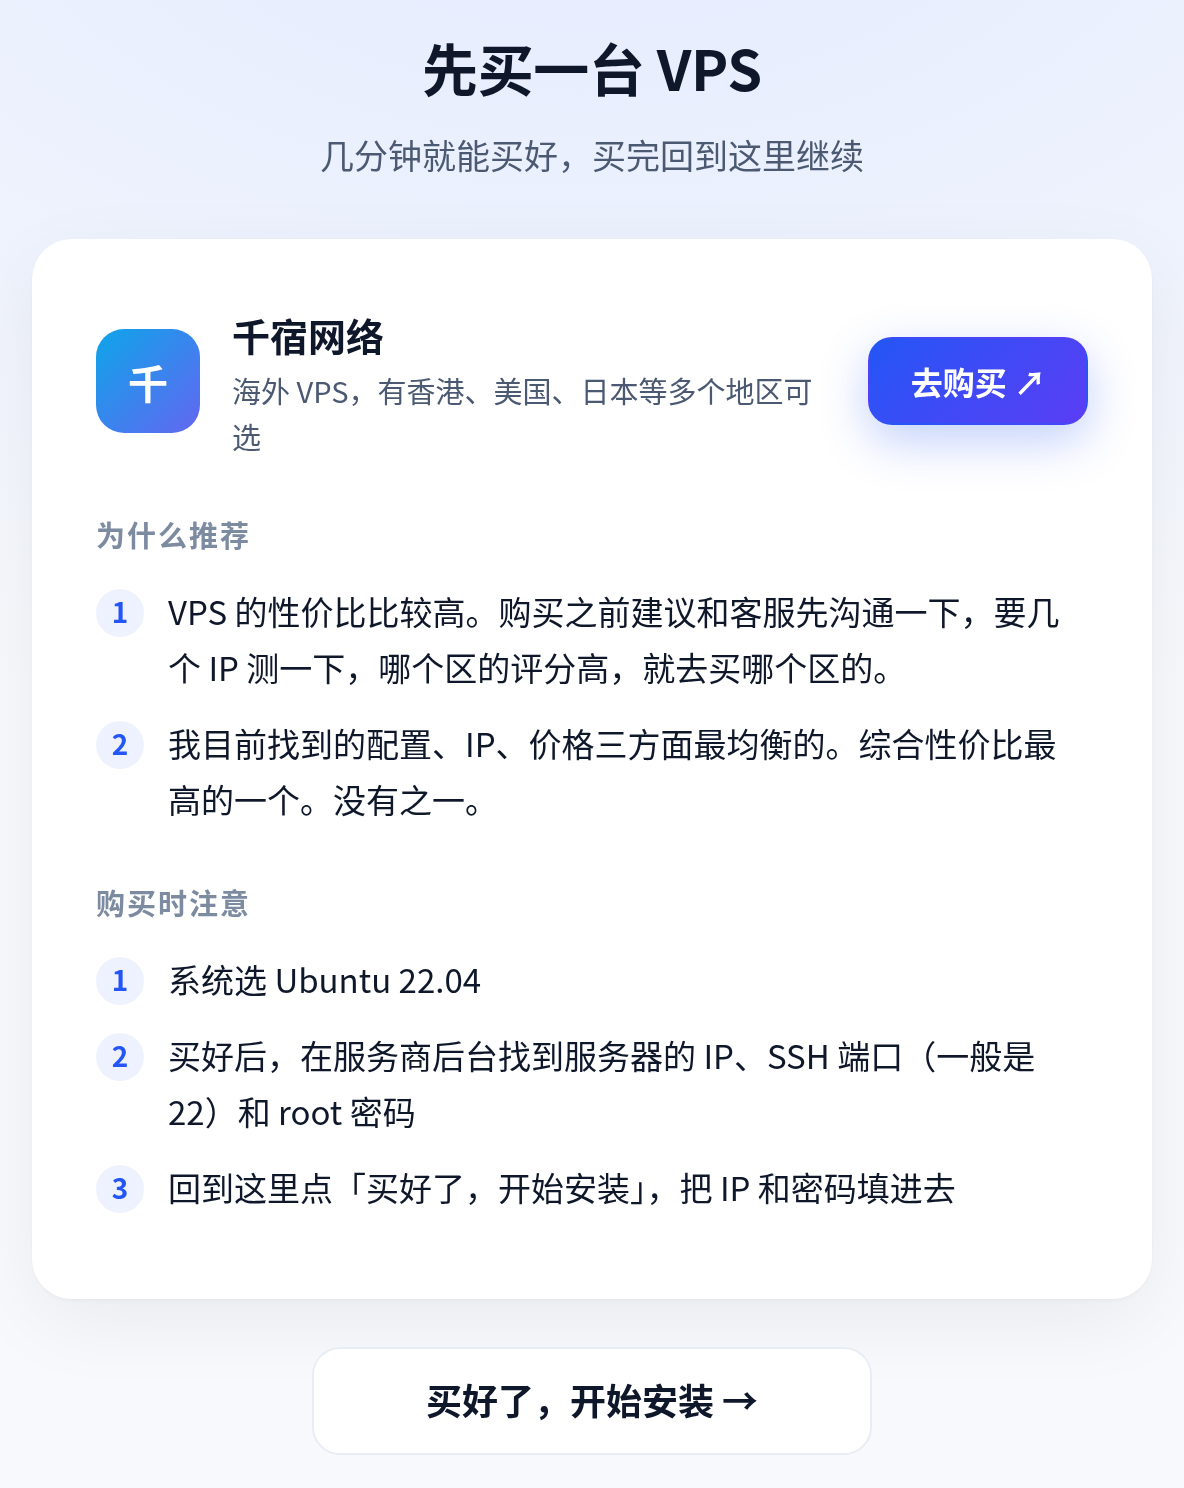 先买一台 VPS
几分钟就能买好，买完回到这里继续
千
千宿网络
海外 VPS，有香港、美国、日本等多个地区可
选
去购买 ↗
为什么推荐
1 VPS 的性价比比较高。购买之前建议和客服先沟通一下，要几
个 IP 测一下，哪个区的评分高，就去买哪个区的。
2 我目前找到的配置、IP、价格三方面最均衡的。综合性价比最
高的一个。没有之一。
购买时注意
1 系统选 Ubuntu 22.04
2 买好后，在服务商后台找到服务器的 IP、SSH 端口（一般是
22）和 root 密码
3 回到这里点「买好了，开始安装」，把 IP 和密码填进去
买好了，开始安装 →